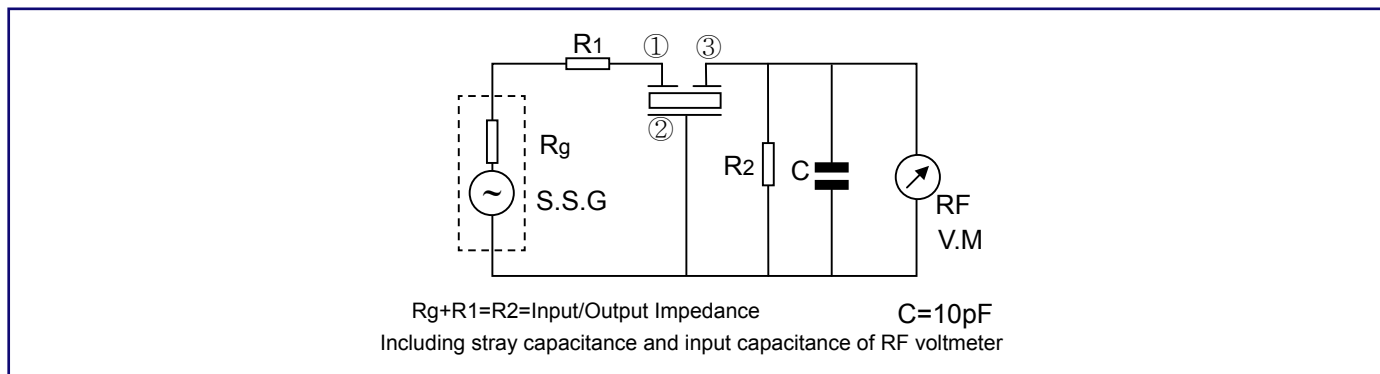 R1
①
③
②
Rg
~
S.S.G
R2
C
RF
V.M
Rg+R1=R2=Input/Output Impedance
C=10pF
Including stray capacitance and input capacitance of RF voltmeter